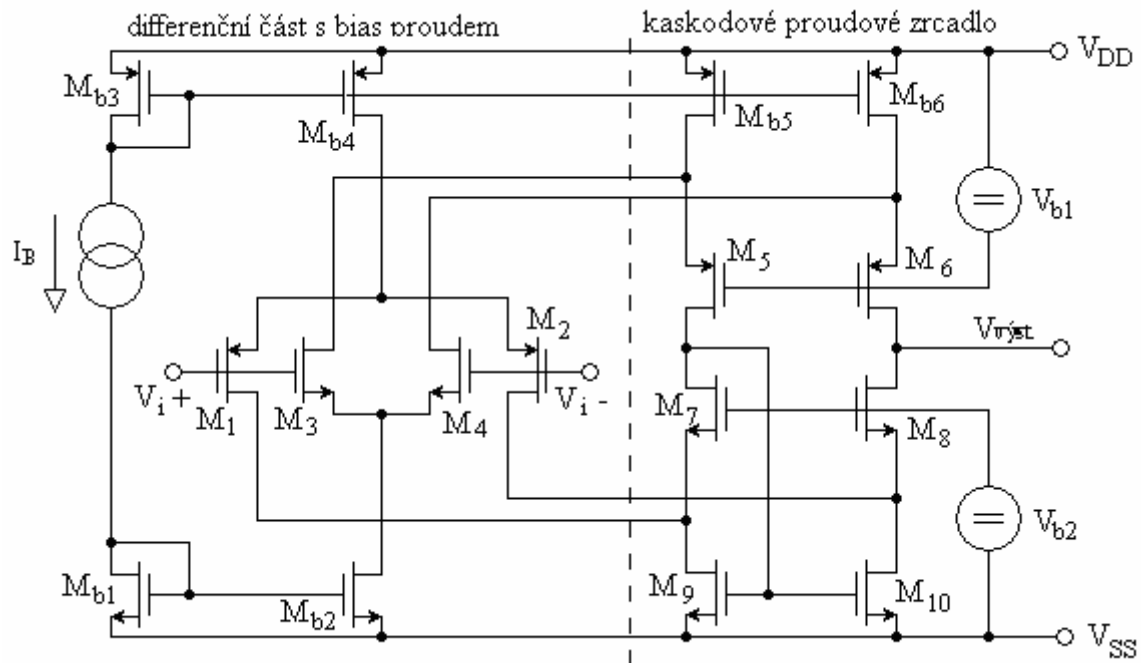 differenční část s bias proudem
kaskodové proudové zrcadlo
V_DD
M_b3
M_b4
M_b5
M_b6
V_b1
I_B
M_5
M_6
M_2
V_i+
M_1
M_3
M_4
V_i-
V_výst.
M_7
M_8
V_b2
M_b1
M_b2
M_9
M_10
V_SS